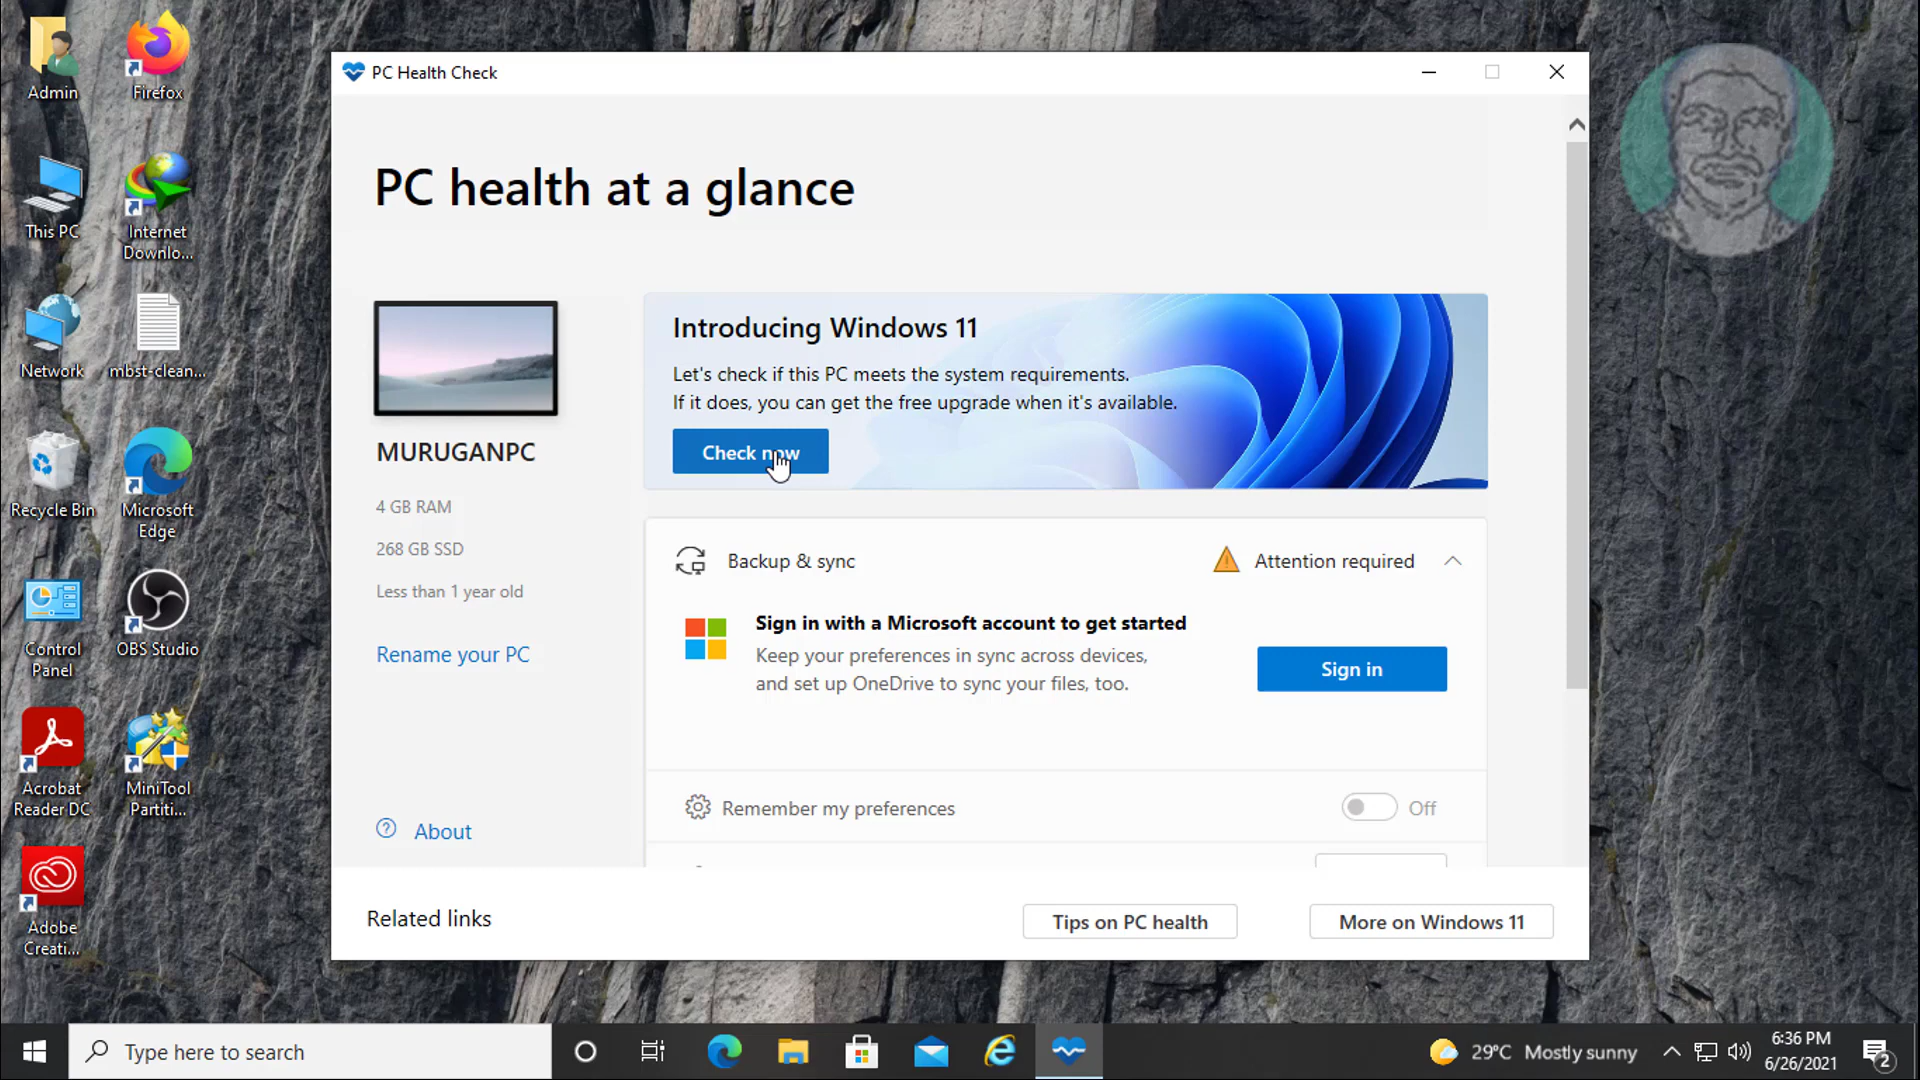 Admin
Firefox
This PC
Internet
Downlo...
Network
mbst-clean...
Recycle Bin
Microsoft
Edge
Control
Panel
OBS Studio
Acrobat
Reader DC
MiniTool
Partiti...
Adobe
Creati...
PC Health Check
PC health at a glance
MURUGANPC
4 GB RAM
268 GB SSD
Less than 1 year old
Rename your PC
About
Introducing Windows 11
Let's check if this PC meets the system requirements.
If it does, you can get the free upgrade when it's available.
Check now
Backup & sync
Attention required
Sign in with a Microsoft account to get started
Keep your preferences in sync across devices,
and set up OneDrive to sync your files, too.
Sign in
Remember my preferences
Off
Related links
Tips on PC health
More on Windows 11
Type here to search
29°C Mostly sunny
6:36 PM
6/26/2021
2